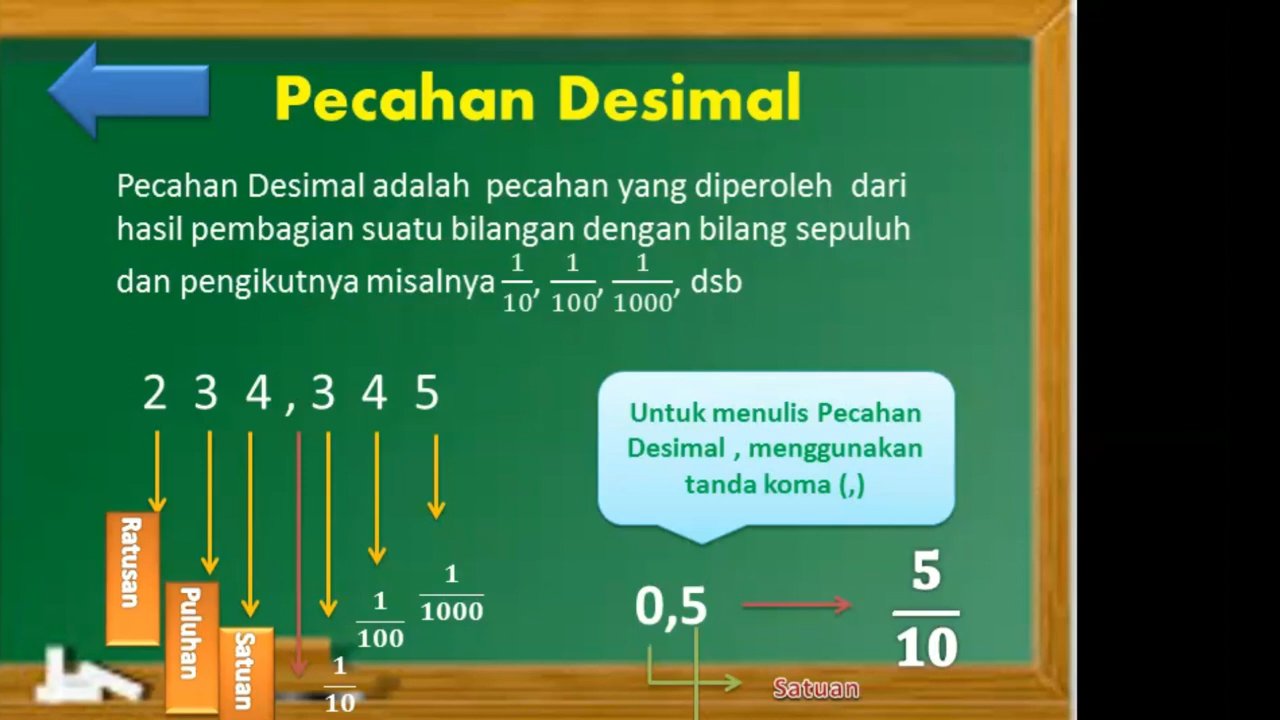 Pecahan Desimal
Pecahan Desimal adalah pecahan yang diperoleh dari
hasil pembagian suatu bilangan dengan bilang sepuluh
dan pengikutnya misalnya 1/10, 1/100, 1/1000, dsb
2 3 4 , 3 4 5
Ratusan
Puluhan
Satuan
1/10
1/100
1/1000
Untuk menulis Pecahan
Desimal , menggunakan
tanda koma (,)
0,5
5/10
Satuan